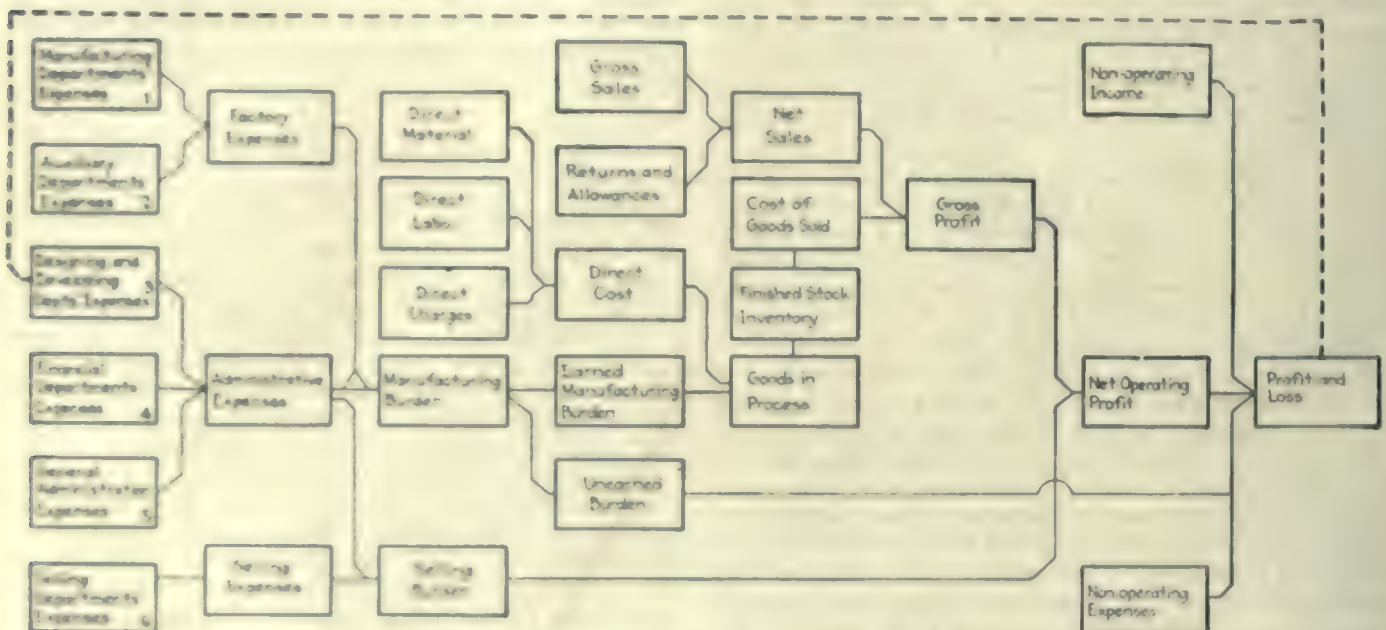 Manufacturing
Departments
Expenses 1
Auxiliary
Departments
Expenses 2
Designing and
Developing 3
Dept's Expenses
Financial
Departments
Expenses 4
General
Expenses 5
Selling
Departments
Expenses 6
Factory
Expenses
Administrative
Expenses
Selling
Expenses
Direct
Material
Direct
Labor
Direct
Charges
Manufacturing
Burden
Selling
Burden
Gross
Sales
Returns and
Allowances
Direct
Cost
Earned
Manufacturing
Burden
Unearned
Burden
Net
Sales
Cost of
Goods Sold
Finished Stock
Inventory
Goods in
Process
Gross
Profit
Non-operating
Income
Net Operating
Profit
Non-operating
Expenses
Profit and
Loss